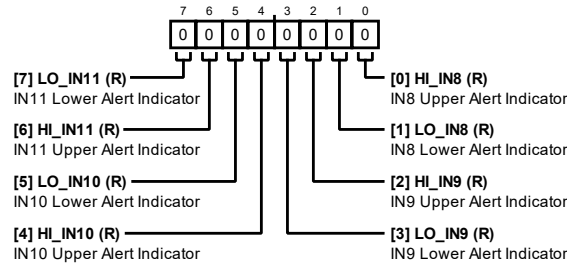 7 6 5 4 3 2 1 0
0 0 0 0 0 0 0 0
[7] LO_IN11 (R)
IN11 Lower Alert Indicator
[6] HI_IN11 (R)
IN11 Upper Alert Indicator
[5] LO_IN10 (R)
IN10 Lower Alert Indicator
[4] HI_IN10 (R)
IN10 Upper Alert Indicator
[0] HI_IN8 (R)
IN8 Upper Alert Indicator
[1] LO_IN8 (R)
IN8 Lower Alert Indicator
[2] HI_IN9 (R)
IN9 Upper Alert Indicator
[3] LO_IN9 (R)
IN9 Lower Alert Indicator